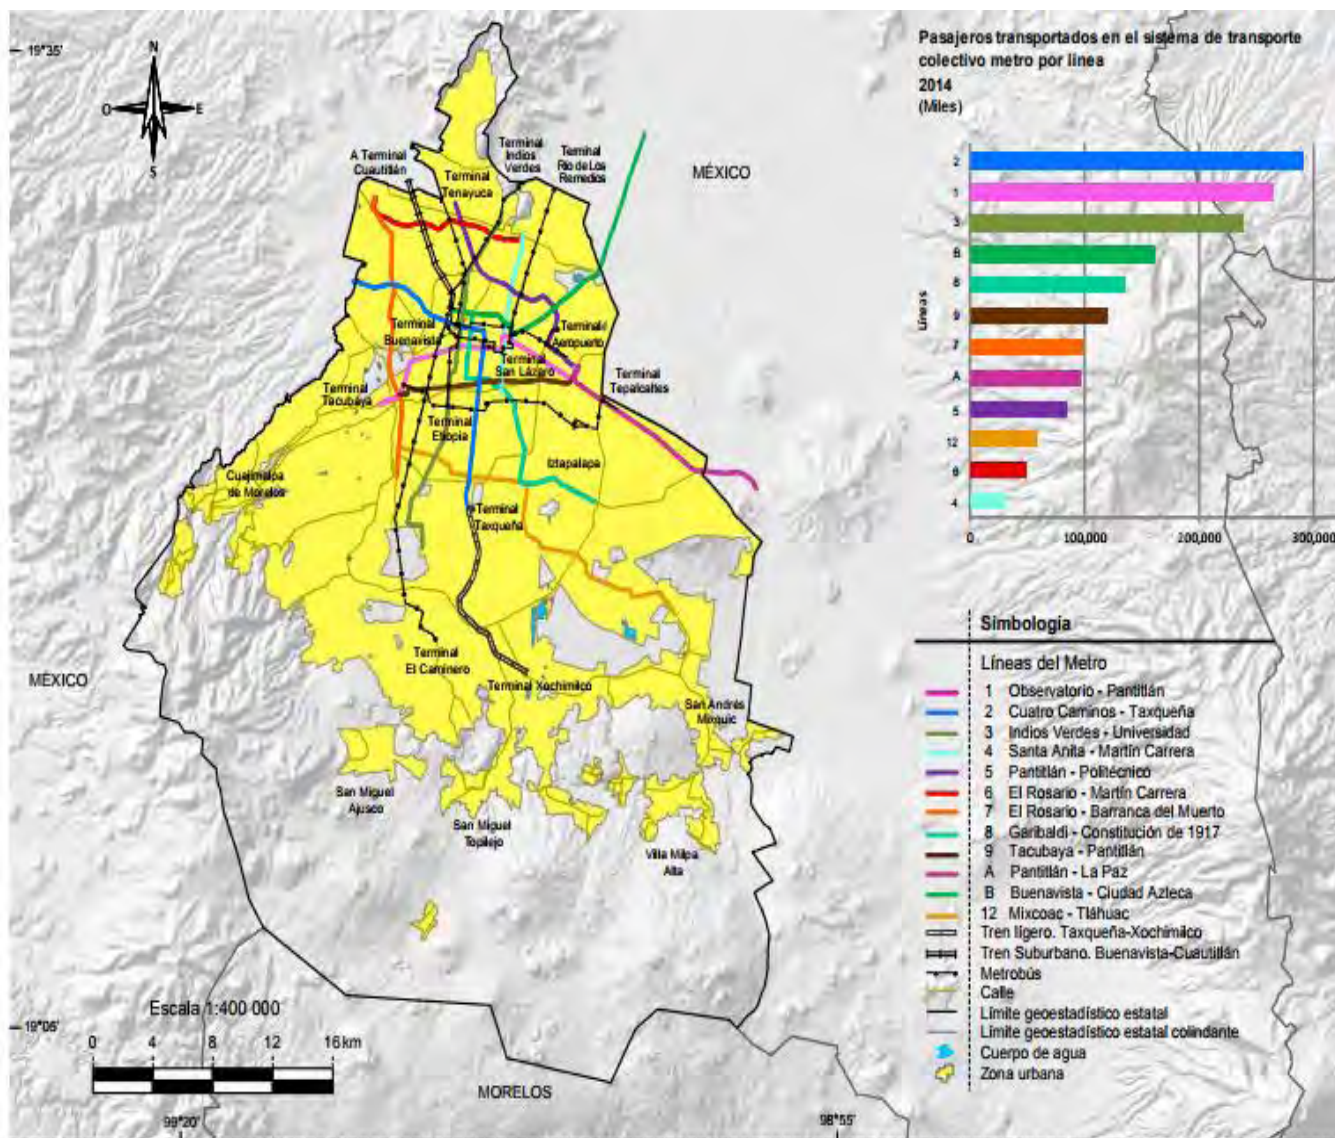 19°35'
N
O
E
S
A Terminal
Cuautitlán
Terminal
Tenayuca
Terminal
Indios
Verdes
Terminal
Río de Los
Remedios
MÉXICO
Terminal
Buenavista
Terminal
Aeropuerto
Terminal
San Lázaro
Terminal
Tepalcaltes
Terminal
Tacubaya
Terminal
Etiopía
Iztapalapa
Cuajimalpa
de Morelos
Terminal
Taxqueña
Terminal
El Caminero
Terminal Xochimilco
MÉXICO
San Andrés
Mixquic
San Miguel
Ajusco
San Miguel
Topilejo
Villa Milpa
Alta
Escala 1:400 000
19°05'
0 4 8 12 16 km
MORELOS
99°20'
98°55'
Pasajeros transportados en el sistema de transporte
colectivo metro por línea
2014
(Miles)
Líneas
2
1
3
B
8
9
7
A
5
12
6
4
0 100,000 200,000 300,000
Simbología
Líneas del Metro
1 Observatorio - Pantitlán
2 Cuatro Caminos - Taxqueña
3 Indios Verdes - Universidad
4 Santa Anita - Martín Carrera
5 Pantitlán - Politécnico
6 El Rosario - Martín Carrera
7 El Rosario - Barranca del Muerto
8 Garibaldi - Constitución de 1917
9 Tacubaya - Pantitlán
A Pantitlán - La Paz
B Buenavista - Ciudad Azteca
12 Mixcoac - Tláhuac
Tren lígero. Taxqueña-Xochimilco
Tren Suburbano. Buenavista-Cuautitlán
Metrobús
Calle
Límite geoestadístico estatal
Límite geoestadístico estatal colindante
Cuerpo de agua
Zona urbana